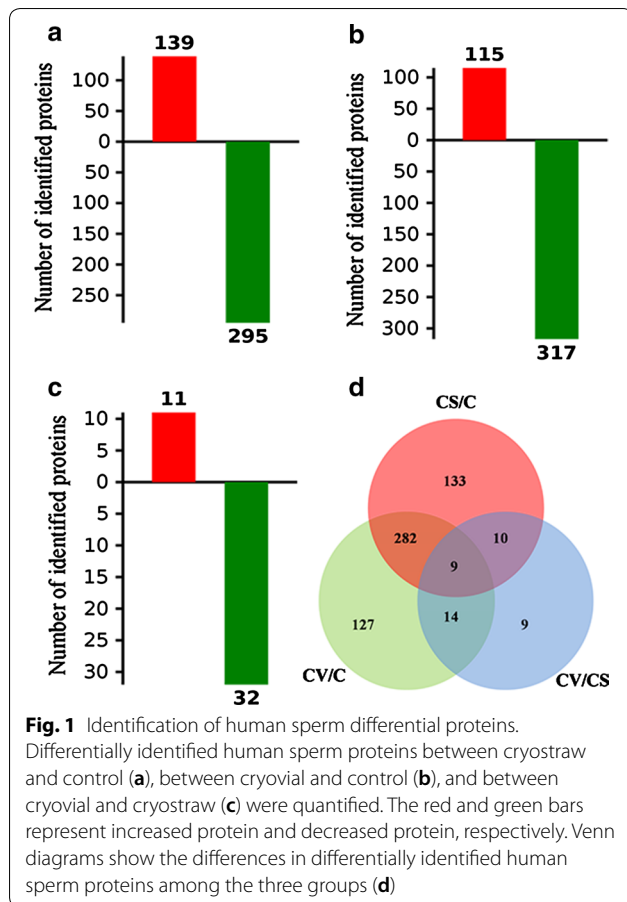 a
139
Number of identified proteins
100
50
0
50
100
150
200
250
295
b
115
Number of identified proteins
100
50
0
50
100
150
200
250
300
317
c
11
Number of identified proteins
10
5
0
5
10
15
20
25
30
32
d
CS/C
133
282
10
9
127
14
9
CV/C
CV/CS
Fig. 1 Identification of human sperm differential proteins.
Differentially identified human sperm proteins between cryostraw
and control (a), between cryovial and control (b), and between
cryovial and cryostraw (c) were quantified. The red and green bars
represent increased protein and decreased protein, respectively. Venn
diagrams show the differences in differentially identified human
sperm proteins among the three groups (d)